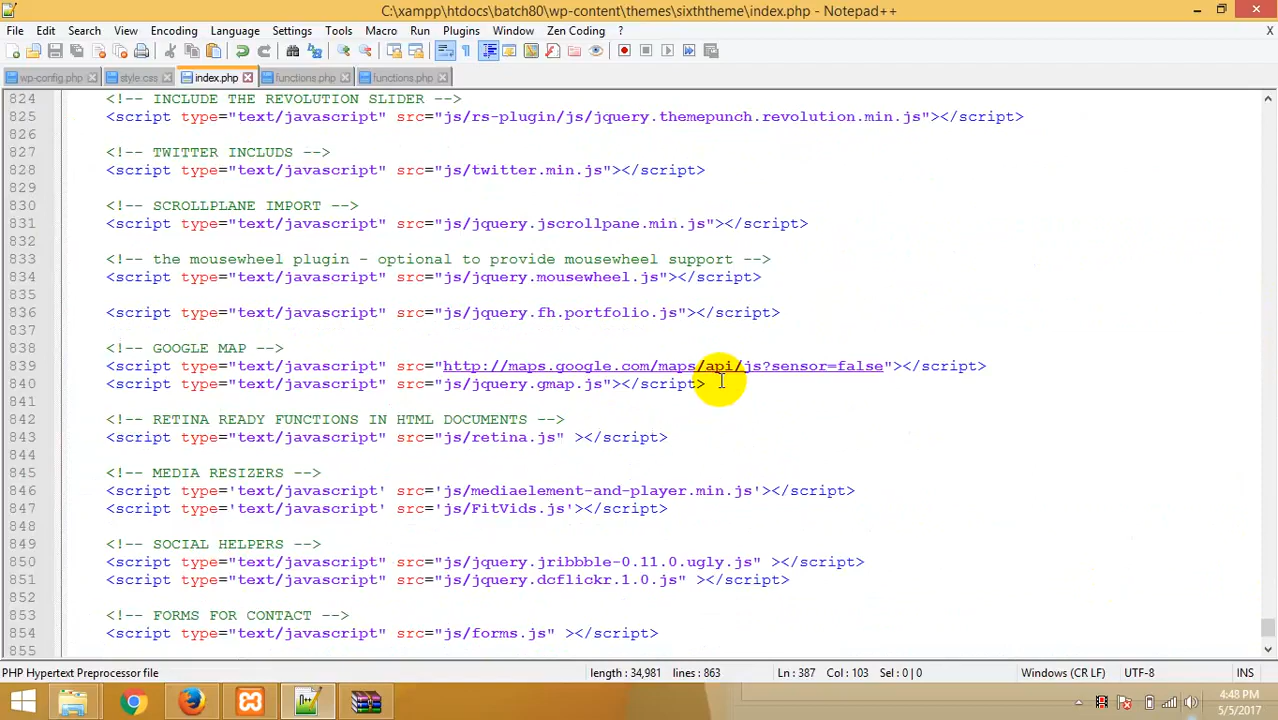 C:\xampp\htdocs\batch80\wp-content\themes\sixththeme\index.php - Notepad++
File Edit Search View Encoding Language Settings Tools Macro Run Plugins Window Zen Coding ? X
wp-config.php style.css index.php functions.php functions.php
824 <!-- INCLUDE THE REVOLUTION SLIDER -->
825 <script type="text/javascript" src="js/rs-plugin/js/jquery.themepunch.revolution.min.js"></script>
826
827 <!-- TWITTER INCLUDS -->
828 <script type="text/javascript" src="js/twitter.min.js"></script>
829
830 <!-- SCROLLPLANE IMPORT -->
831 <script type="text/javascript" src="js/jquery.jscrollpane.min.js"></script>
832
833 <!-- the mousewheel plugin - optional to provide mousewheel support -->
834 <script type="text/javascript" src="js/jquery.mousewheel.js"></script>
835
836 <script type="text/javascript" src="js/jquery.fh.portfolio.js"></script>
837
838 <!-- GOOGLE MAP -->
839 <script type="text/javascript" src="http://maps.google.com/maps/api/js?sensor=false"></script>
840 <script type="text/javascript" src="js/jquery.gmap.js"></script>
841
842 <!-- RETINA READY FUNCTIONS IN HTML DOCUMENTS -->
843 <script type="text/javascript" src="js/retina.js" ></script>
844
845 <!-- MEDIA RESIZERS -->
846 <script type='text/javascript' src='js/mediaelement-and-player.min.js'></script>
847 <script type='text/javascript' src='js/FitVids.js'></script>
848
849 <!-- SOCIAL HELPERS -->
850 <script type="text/javascript" src="js/jquery.jribbble-0.11.0.ugly.js" ></script>
851 <script type="text/javascript" src="js/jquery.dcflickr.1.0.js" ></script>
852
853 <!-- FORMS FOR CONTACT -->
854 <script type="text/javascript" src="js/forms.js" ></script>
855
PHP Hypertext Preprocessor file length : 34,981 lines : 863 Ln : 387 Col : 103 Sel : 0 | 0 Windows (CR LF) UTF-8 INS
4:48 PM
5/5/2017